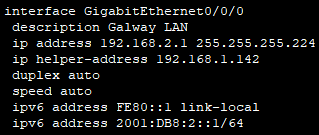 interface GigabitEthernet0/0/0
description Galway LAN
ip address 192.168.2.1 255.255.255.224
ip helper-address 192.168.1.142
duplex auto
speed auto
ipv6 address FE80::1 link-local
ipv6 address 2001:DB8:2::1/64